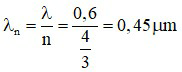 λₙ = λ/n = 0,6/(4/3) = 0,45μm